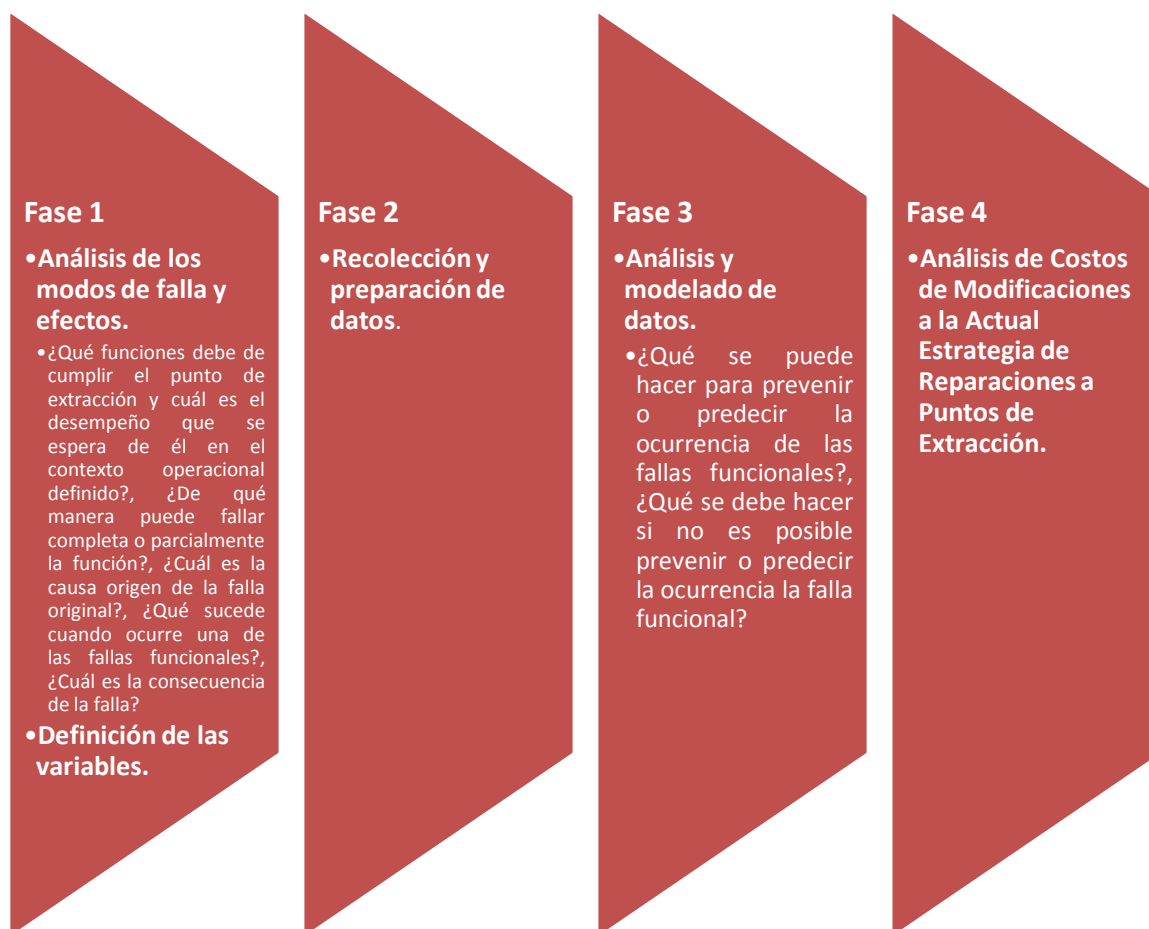 Fase 1
•Análisis de los
modos de falla y
efectos.
•¿Qué funciones debe de
cumplir el punto de
extracción y cuál es el
desempeño que se
espera de él en el
contexto operacional
definido?, ¿De qué
manera puede fallar
completa o parcialmente
la función?, ¿Cuál es la
causa origen de la falla
original?, ¿Qué sucede
cuando ocurre una de
las fallas funcionales?,
¿Cuál es la consecuencia
de la falla?
•Definición de las
variables.
Fase 2
•Recolección y
preparación de
datos.
Fase 3
•Análisis y
modelado de
datos.
•¿Qué se puede
hacer para prevenir
o predecir la
ocurrencia de las
fallas funcionales?,
¿Qué se debe hacer
si no es posible
prevenir o predecir
la ocurrencia la falla
funcional?
Fase 4
•Análisis de Costos
de Modificaciones
a la Actual
Estrategia de
Reparaciones a
Puntos de
Extracción.